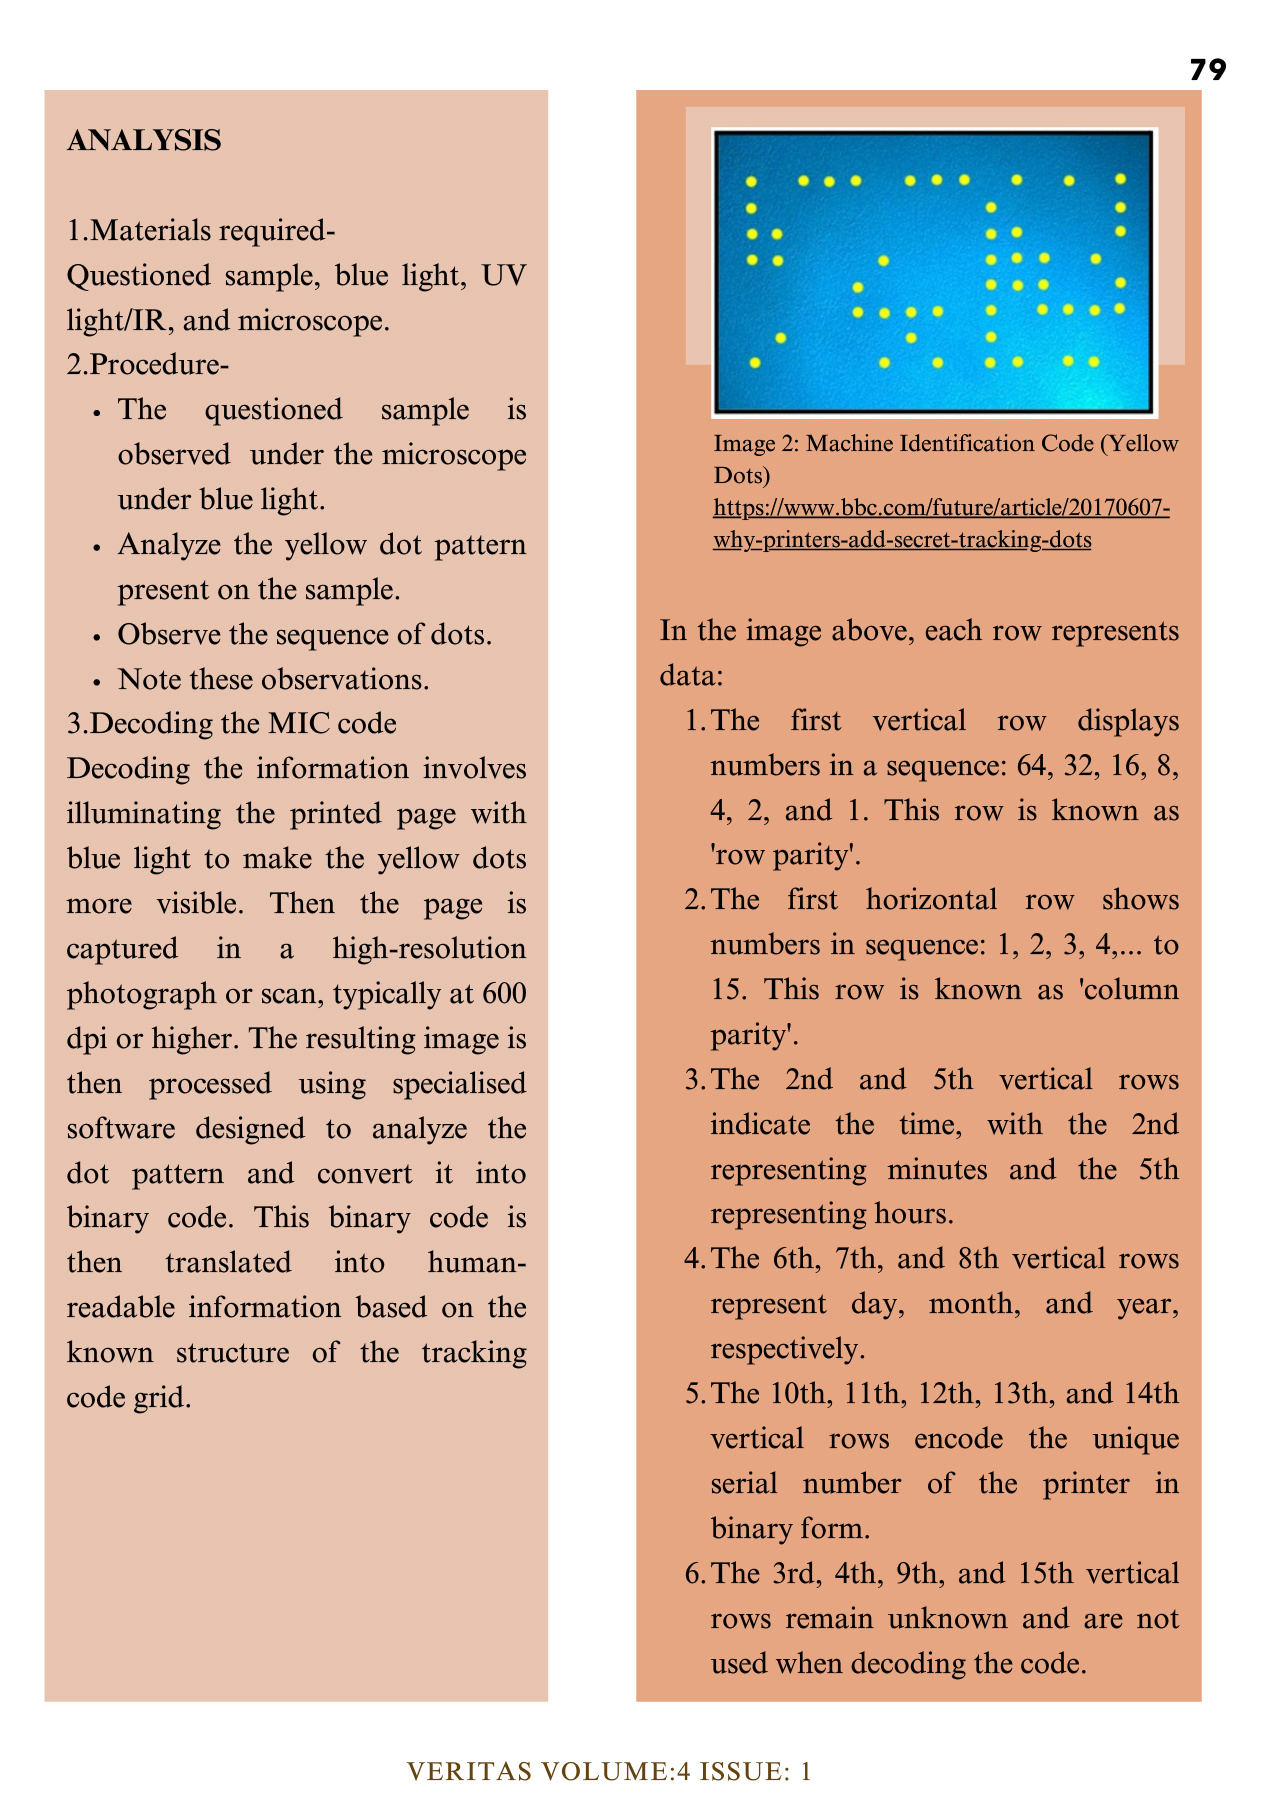 79
ANALYSIS
1.Materials required-
Questioned sample, blue light, UV
light/IR, and microscope.
2.Procedure-
• The questioned sample is
observed under the microscope
under blue light.
• Analyze the yellow dot pattern
present on the sample.
• Observe the sequence of dots.
• Note these observations.
3.Decoding the MIC code
Decoding the information involves
illuminating the printed page with
blue light to make the yellow dots
more visible. Then the page is
captured in a high-resolution
photograph or scan, typically at 600
dpi or higher. The resulting image is
then processed using specialised
software designed to analyze the
dot pattern and convert it into
binary code. This binary code is
then translated into human-
readable information based on the
known structure of the tracking
code grid.
Image 2: Machine Identification Code (Yellow
Dots)
https://www.bbc.com/future/article/20170607-
why-printers-add-secret-tracking-dots
In the image above, each row represents
data:
1. The first vertical row displays
numbers in a sequence: 64, 32, 16, 8,
4, 2, and 1. This row is known as
'row parity'.
2. The first horizontal row shows
numbers in sequence: 1, 2, 3, 4,... to
15. This row is known as 'column
parity'.
3. The 2nd and 5th vertical rows
indicate the time, with the 2nd
representing minutes and the 5th
representing hours.
4. The 6th, 7th, and 8th vertical rows
represent day, month, and year,
respectively.
5. The 10th, 11th, 12th, 13th, and 14th
vertical rows encode the unique
serial number of the printer in
binary form.
6. The 3rd, 4th, 9th, and 15th vertical
rows remain unknown and are not
used when decoding the code.
VERITAS VOLUME:4 ISSUE: 1